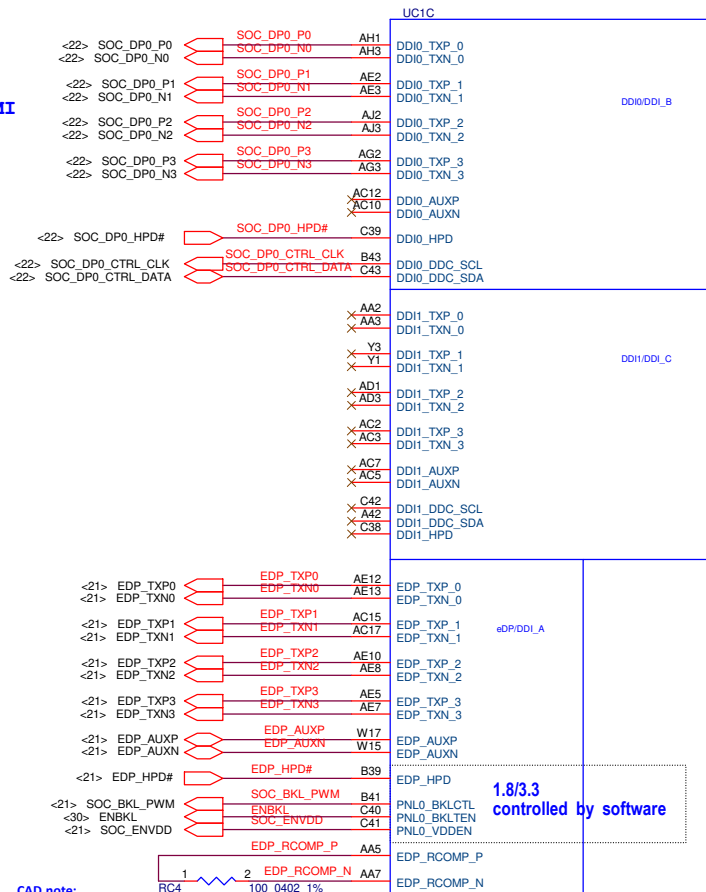 UC1C
<22> SOC_DP0_P0 SOC_DP0_P0 AH1 DDI0_TXP_0
<22> SOC_DP0_N0 SOC_DP0_N0 AH3 DDI0_TXN_0
<22> SOC_DP0_P1 SOC_DP0_P1 AE2 DDI0_TXP_1
<22> SOC_DP0_N1 SOC_DP0_N1 AE3 DDI0_TXN_1
DDI0/DDI_B
MI
<22> SOC_DP0_P2 SOC_DP0_P2 AJ2 DDI0_TXP_2
<22> SOC_DP0_N2 SOC_DP0_N2 AJ3 DDI0_TXN_2
<22> SOC_DP0_P3 SOC_DP0_P3 AG2 DDI0_TXP_3
<22> SOC_DP0_N3 SOC_DP0_N3 AG3 DDI0_TXN_3
AC12 DDI0_AUXP
AC10 DDI0_AUXN
<22> SOC_DP0_HPD# SOC_DP0_HPD# C39 DDI0_HPD
<22> SOC_DP0_CTRL_CLK SOC_DP0_CTRL_CLK B43 DDI0_DDC_SCL
<22> SOC_DP0_CTRL_DATA SOC_DP0_CTRL_DATA C43 DDI0_DDC_SDA
AA2 DDI1_TXP_0
AA3 DDI1_TXN_0
Y3 DDI1_TXP_1
Y1 DDI1_TXN_1
DDI1/DDI_C
AD1 DDI1_TXP_2
AD3 DDI1_TXN_2
AC2 DDI1_TXP_3
AC3 DDI1_TXN_3
AC7 DDI1_AUXP
AC5 DDI1_AUXN
C42 DDI1_DDC_SCL
A42 DDI1_DDC_SDA
C38 DDI1_HPD
<21> EDP_TXP0 EDP_TXP0 AE12 EDP_TXP_0
<21> EDP_TXN0 EDP_TXN0 AE13 EDP_TXN_0
<21> EDP_TXP1 EDP_TXP1 AC15 EDP_TXP_1
<21> EDP_TXN1 EDP_TXN1 AC17 EDP_TXN_1
eDP/DDI_A
<21> EDP_TXP2 EDP_TXP2 AE10 EDP_TXP_2
<21> EDP_TXN2 EDP_TXN2 AE8 EDP_TXN_2
<21> EDP_TXP3 EDP_TXP3 AE5 EDP_TXP_3
<21> EDP_TXN3 EDP_TXN3 AE7 EDP_TXN_3
<21> EDP_AUXP EDP_AUXP W17 EDP_AUXP
<21> EDP_AUXN EDP_AUXN W15 EDP_AUXN
<21> EDP_HPD# EDP_HPD# B39 EDP_HPD
1.8/3.3
controlled by software
<21> SOC_BKL_PWM SOC_BKL_PWM B41 PNL0_BKLCTL
<30> ENBKL ENBKL C40 PNL0_BKLTEN
<21> SOC_ENVDD SOC_ENVDD C41 PNL0_VDDEN
EDP_RCOMP_P AA5 EDP_RCOMP_P
1 2 EDP_RCOMP_N AA7 EDP_RCOMP_N
CAD note: RC4 100_0402_1%